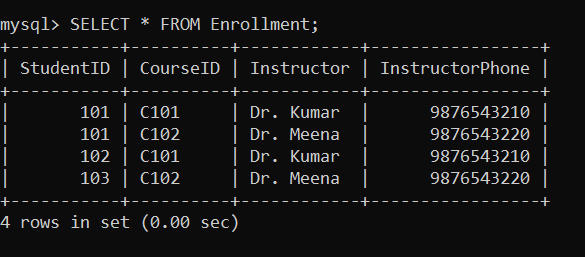 mysql> SELECT * FROM Enrollment;
+-----------+----------+------------+-----------------+
| StudentID | CourseID | Instructor | InstructorPhone |
+-----------+----------+------------+-----------------+
|       101 | C101     | Dr. Kumar  |      9876543210 |
|       101 | C102     | Dr. Meena  |      9876543220 |
|       102 | C101     | Dr. Kumar  |      9876543210 |
|       103 | C102     | Dr. Meena  |      9876543220 |
+-----------+----------+------------+-----------------+
4 rows in set (0.00 sec)